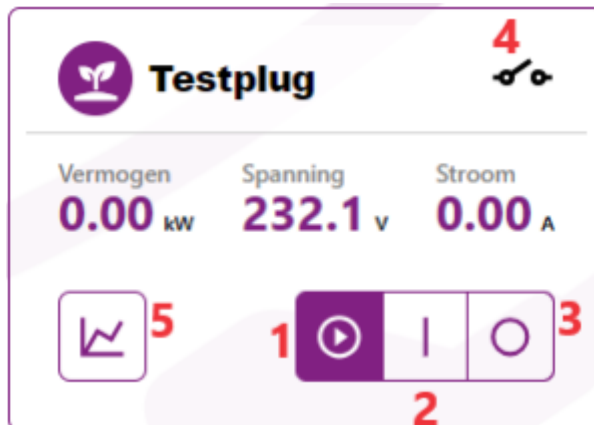 4
Testplug
Vermogen Spanning Stroom
0.00 kW 232.1 V 0.00 A
5 1 3
2